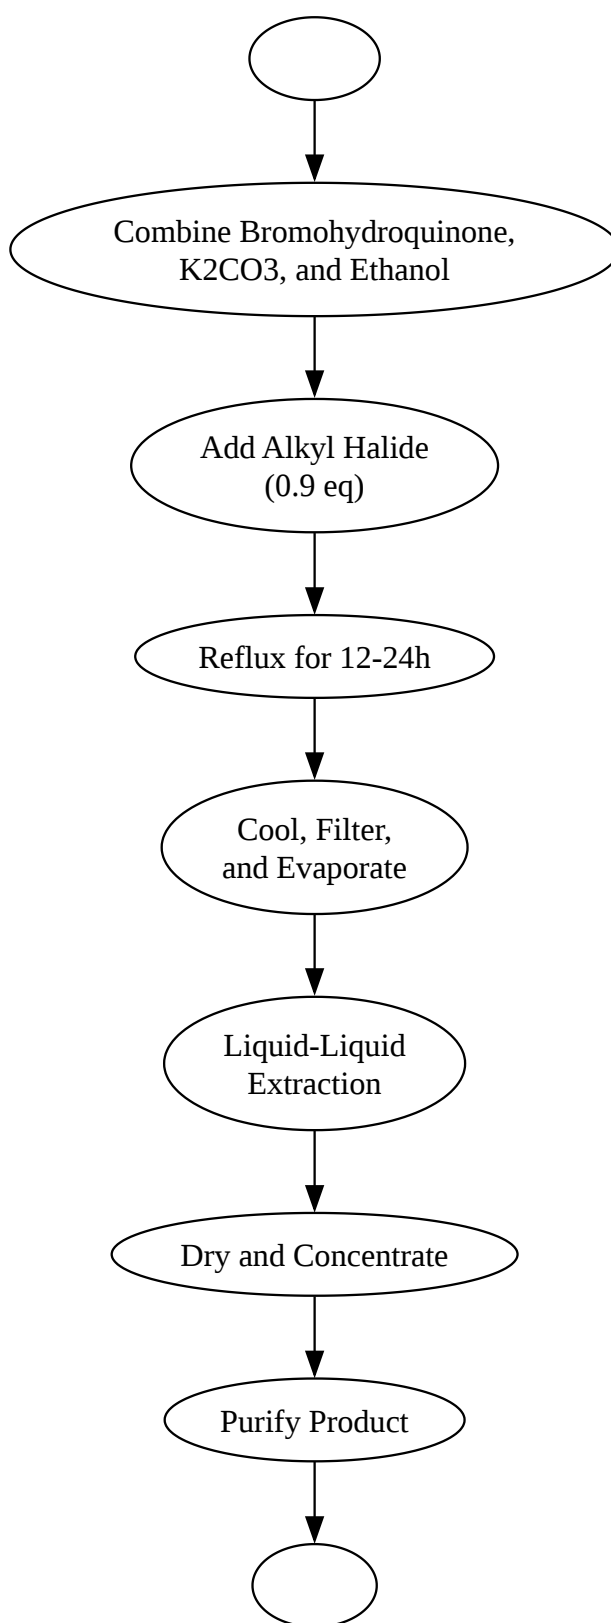 Combine Bromohydroquinone,
K2CO3, and Ethanol
Add Alkyl Halide
(0.9 eq)
Reflux for 12-24h
Cool, Filter,
and Evaporate
Liquid-Liquid
Extraction
Dry and Concentrate
Purify Product